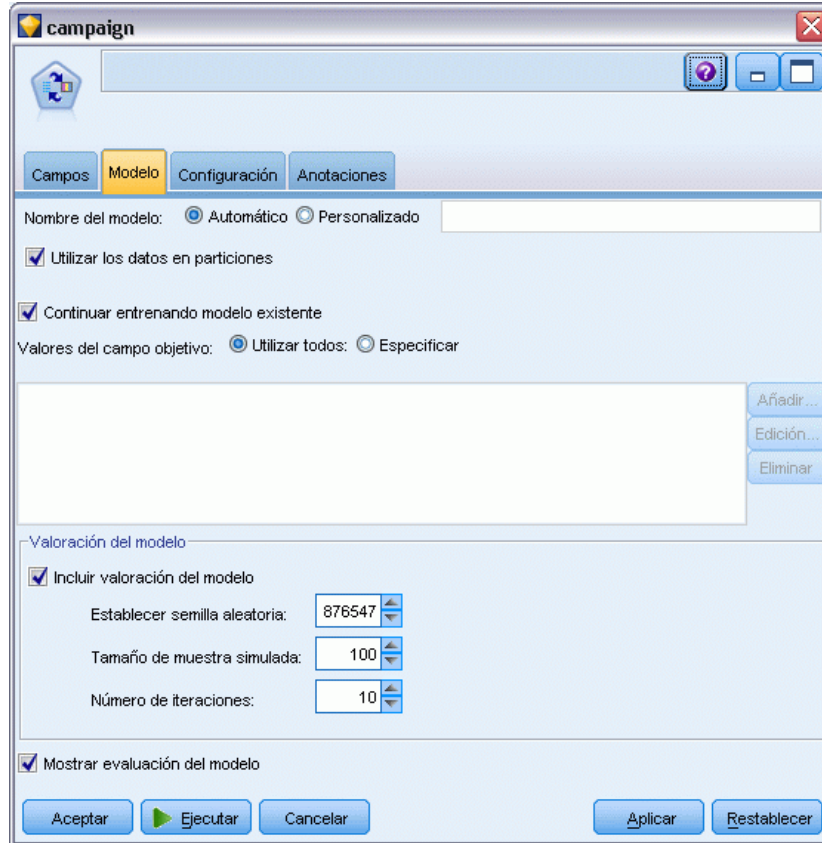 campaign
Campos Modelo Configuración Anotaciones
Nombre del modelo: Automático Personalizado
Utilizar los datos en particiones
Continuar entrenando modelo existente
Valores del campo objetivo: Utilizar todos: Especificar
Añadir...
Edición...
Eliminar
Valoración del modelo
Incluir valoración del modelo
Establecer semilla aleatoria: 876547
Tamaño de muestra simulada: 100
Número de iteraciones: 10
Mostrar evaluación del modelo
Aceptar Ejecutar Cancelar Aplicar Restablecer